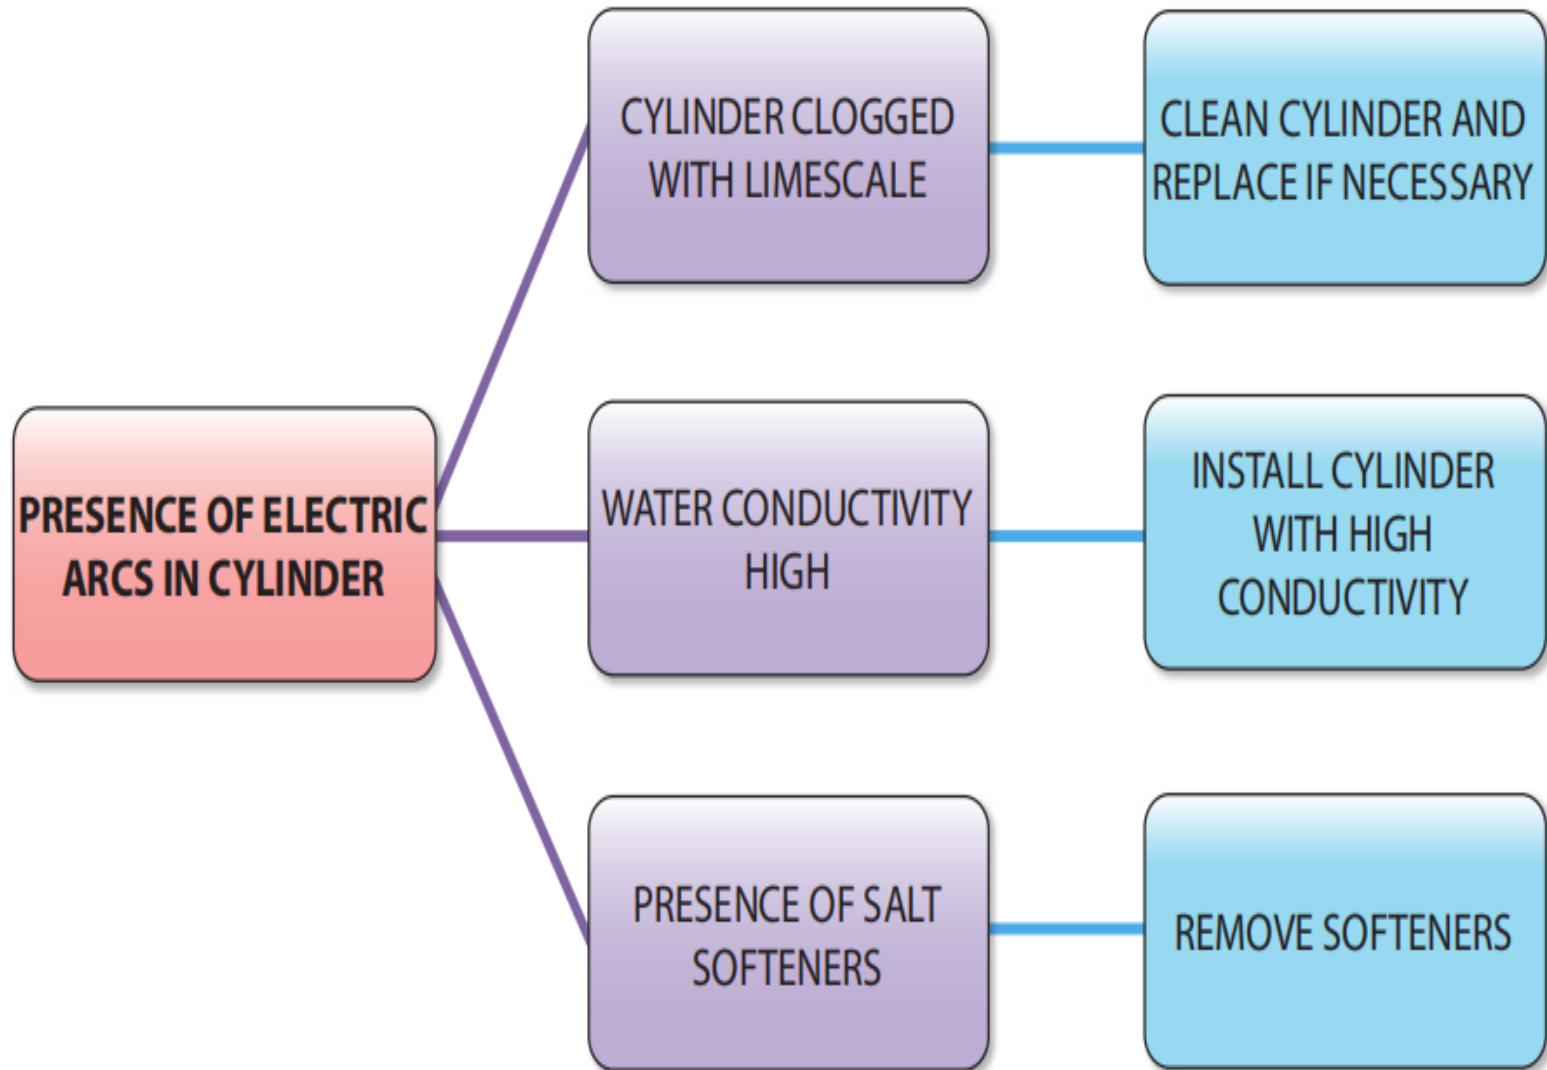 PRESENCE OF ELECTRIC
ARCS IN CYLINDER
CYLINDER CLOGGED
WITH LIMESCALE
CLEAN CYLINDER AND
REPLACE IF NECESSARY
WATER CONDUCTIVITY
HIGH
INSTALL CYLINDER
WITH HIGH
CONDUCTIVITY
PRESENCE OF SALT
SOFTENERS
REMOVE SOFTENERS